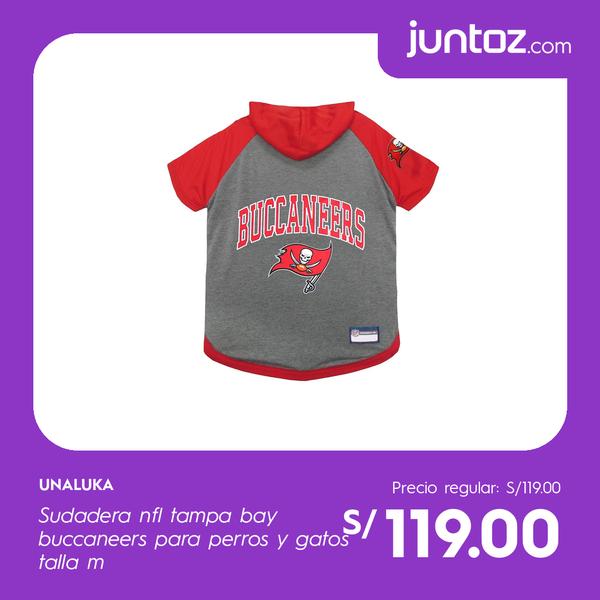 juntoz.com
BUCCANEERS
UNALUKA
Sudadera nfl tampa bay
buccaneers para perros y gatos
talla m
Precio regular: S/119.00
S/ 119.00